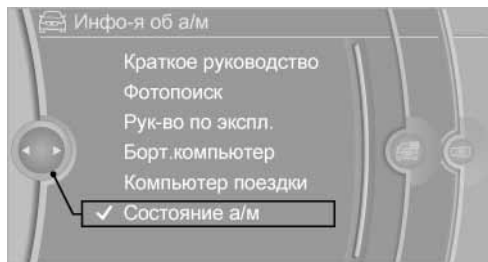 Инфо-я об а/м
Краткое руководство
Фотопоиск
Рук-во по экспл.
Борт.компьютер
Компьютер поездки
Состояние а/м